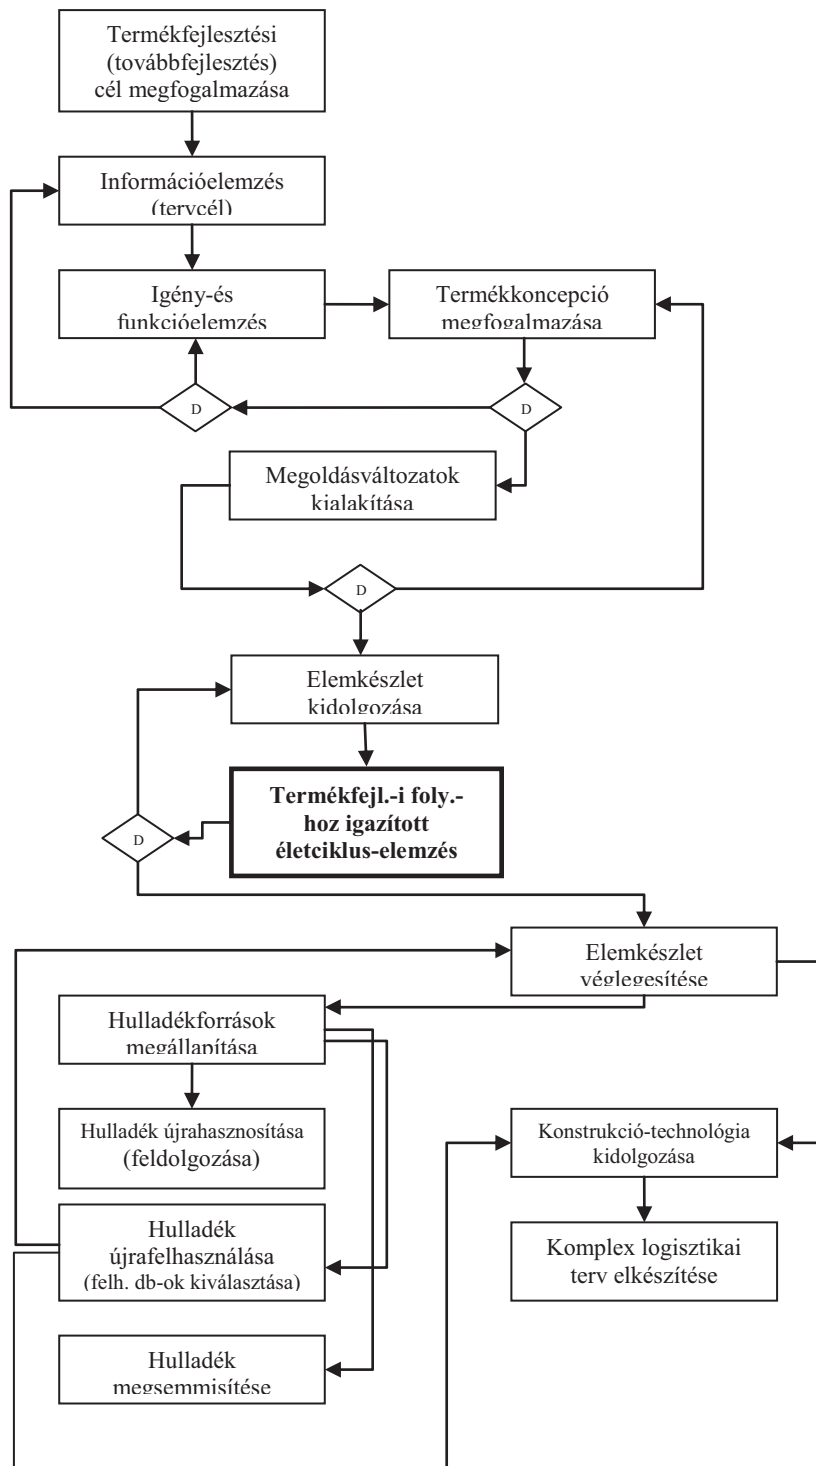 Termékfejlesztési
(továbbfejlesztés)
cél megfogalmazása
Információelemzés
(tervcél)
Igény-és
funkcióelemzés
Termékkoncepció
megfogalmazása
D
D
Megoldásváltozatok
kialakítása
D
Elemkészlet
kidolgozása
Termékfejl.-i foly.-
hoz igazított
életciklus-elemzés
D
Elemkészlet
véglegesítése
Hulladékforrások
megállapítása
Hulladék újrahasznosítása
(feldolgozása)
Konstrukció-technológia
kidolgozása
Hulladék
újrafelhasználása
(felh. db-ok kiválasztása)
Komplex logisztikai
terv elkészítése
Hulladék
megsemmisítése